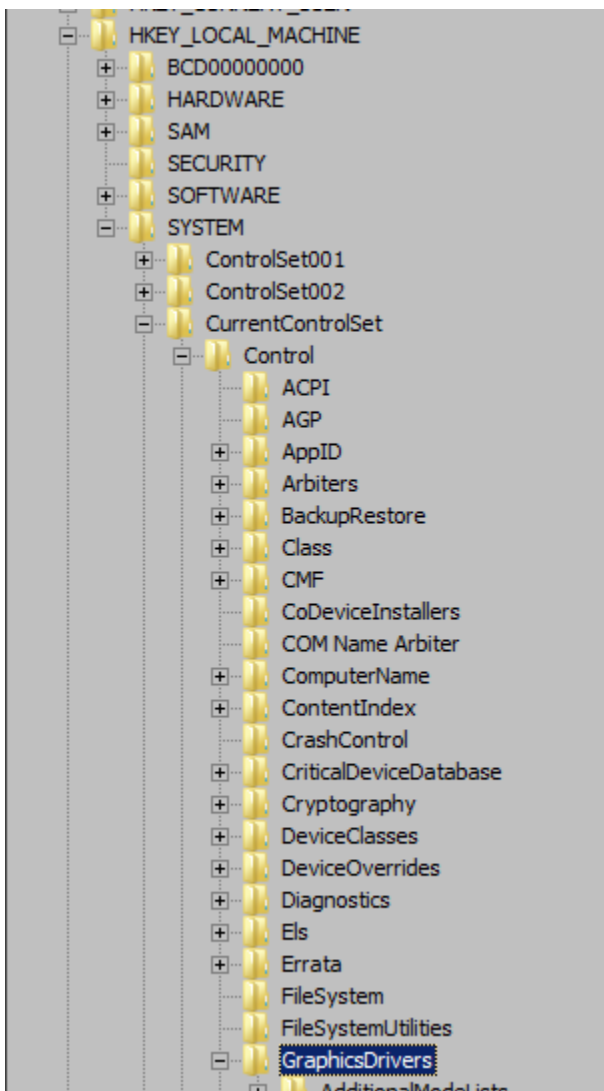 HKEY_LOCAL_MACHINE
BCD00000000
HARDWARE
SAM
SECURITY
SOFTWARE
SYSTEM
ControlSet001
ControlSet002
CurrentControlSet
Control
ACPI
AGP
AppID
Arbiters
BackupRestore
Class
CMF
CoDeviceInstallers
COM Name Arbiter
ComputerName
ContentIndex
CrashControl
CriticalDeviceDatabase
Cryptography
DeviceClasses
DeviceOverrides
Diagnostics
Els
Errata
FileSystem
FileSystemUtilities
GraphicsDrivers
AdditionalModeLists